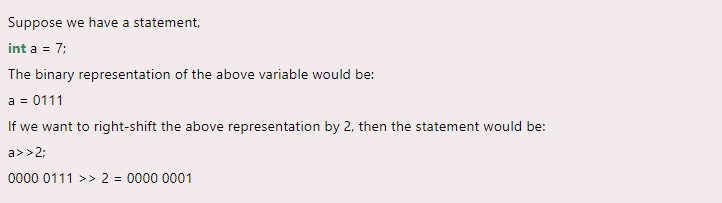 Suppose we have a statement,
int a = 7;
The binary representation of the above variable would be:
a = 0111
If we want to right-shift the above representation by 2, then the statement would be:
a>>2;
0000 0111 >> 2 = 0000 0001